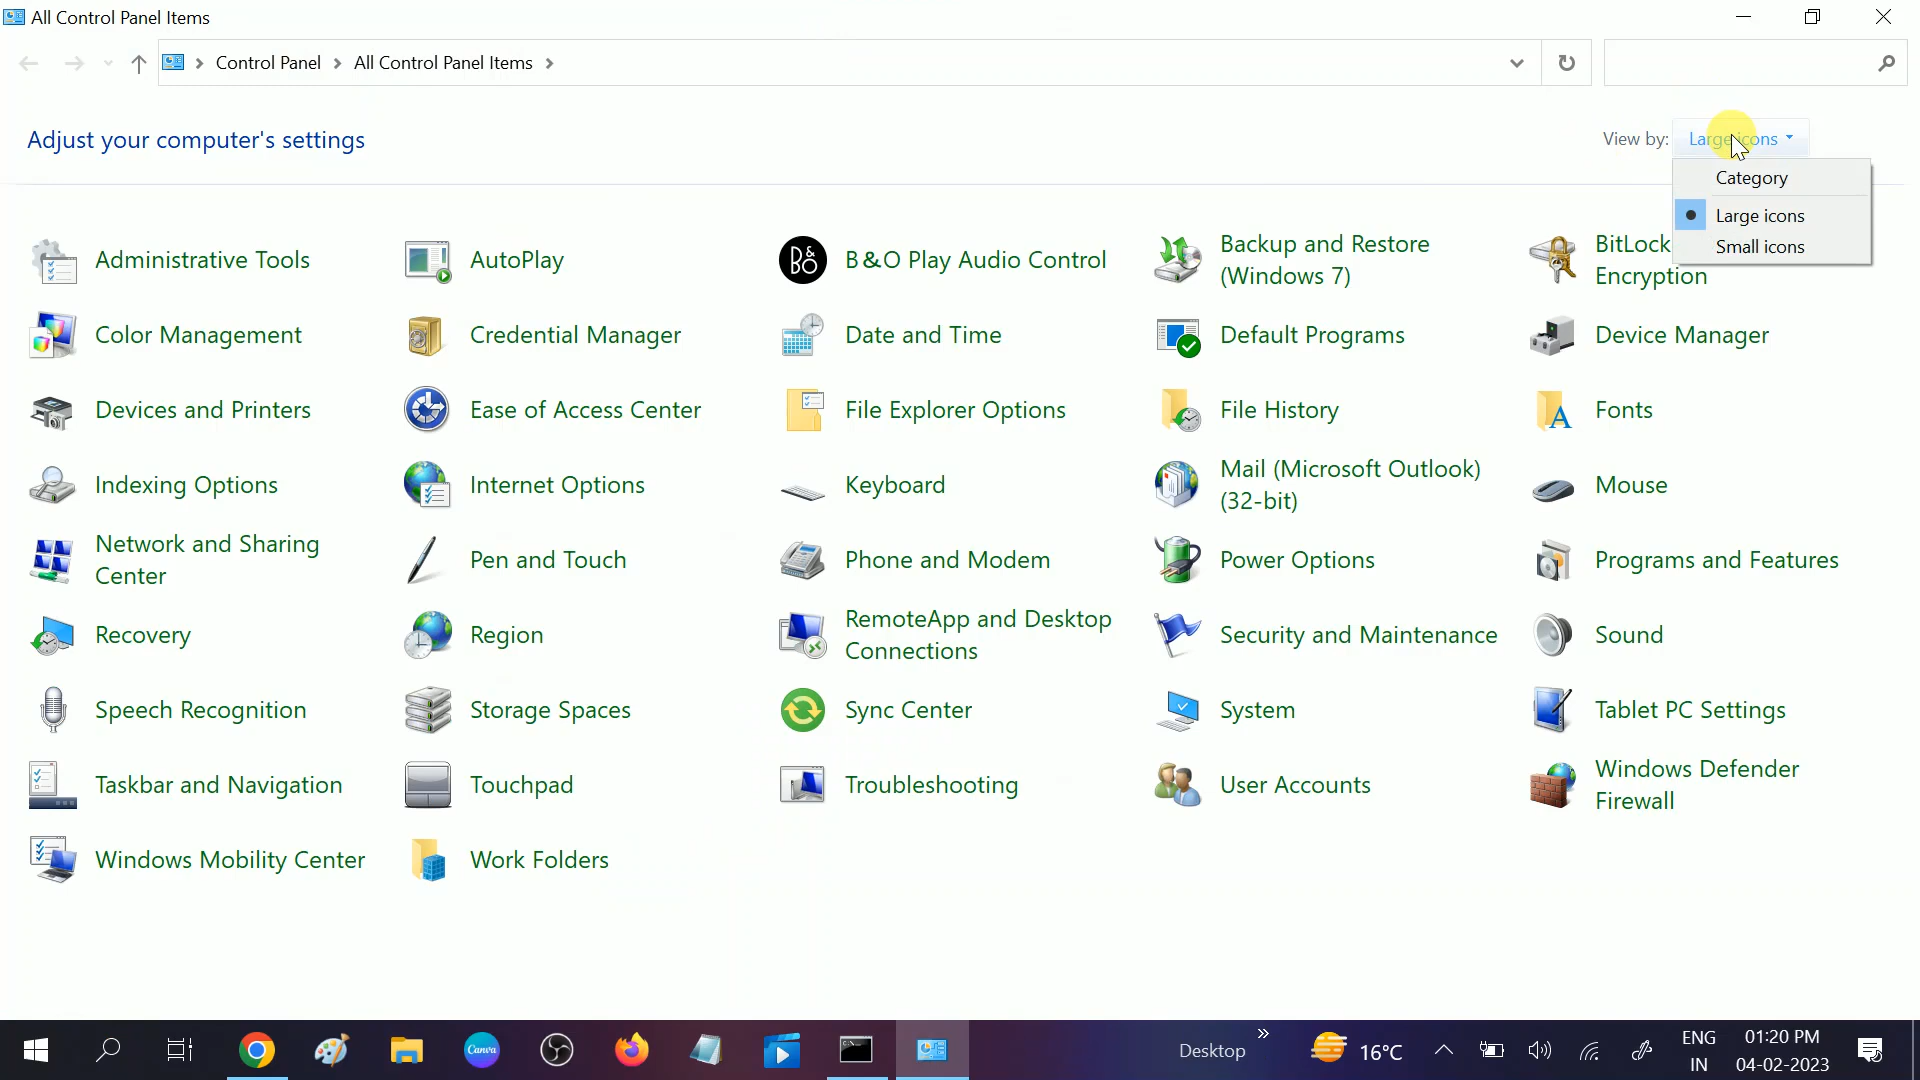 All Control Panel Items
Control Panel All Control Panel Items
Adjust your computer's settings
View by: Large icons
Category
Large icons
Small icons
Administrative Tools
AutoPlay
B&O Play Audio Control
Backup and Restore
(Windows 7)
BitLock
Encryption
Color Management
Credential Manager
Date and Time
Default Programs
Device Manager
Devices and Printers
Ease of Access Center
File Explorer Options
File History
Fonts
Indexing Options
Internet Options
Keyboard
Mail (Microsoft Outlook)
(32-bit)
Mouse
Network and Sharing
Center
Pen and Touch
Phone and Modem
Power Options
Programs and Features
Recovery
Region
RemoteApp and Desktop
Connections
Security and Maintenance
Sound
Speech Recognition
Storage Spaces
Sync Center
System
Tablet PC Settings
Taskbar and Navigation
Touchpad
Troubleshooting
User Accounts
Windows Defender
Firewall
Windows Mobility Center
Work Folders
Canva
Desktop
16°C
ENG
IN
01:20 PM
04-02-2023